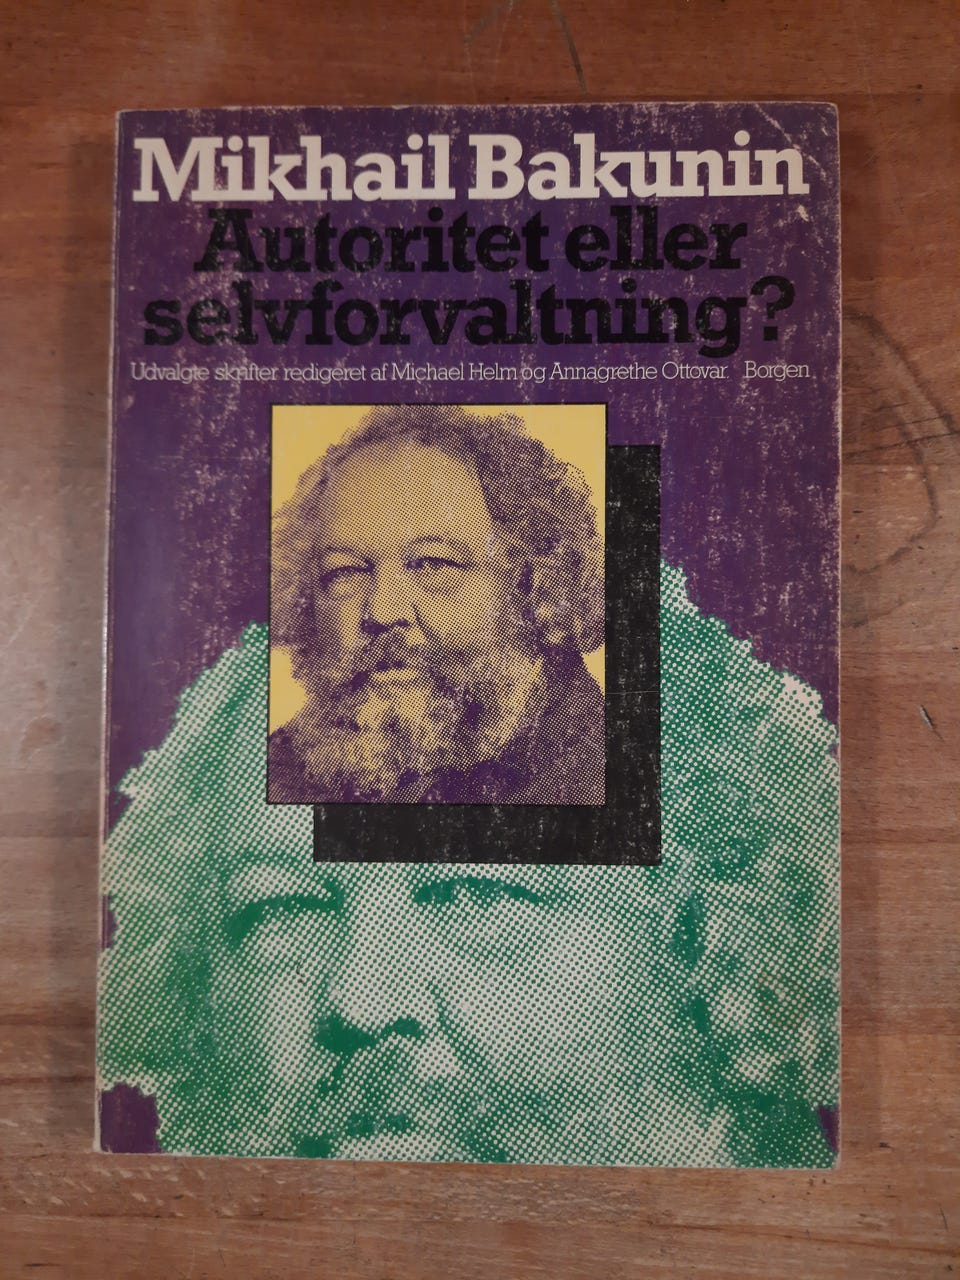 Mikhail Bakunin
Autoritet eller
selvforvaltning?
Udvalgte skrifter redigeret af Michael Helm og Annagrethe Ottovar. Borgen